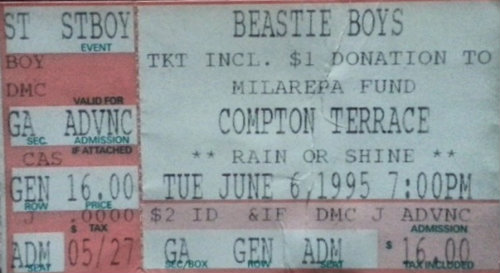 ST STBOY
EVENT
BOY
DMC
VALID FOR
GA ADVNC
SEC. ADMISSION
IF ATTACHED
CAS
GEN 16.00
ROW PRICE
J .0000
$ TAX
ADM 05/27
SEAT
BEASTIE BOYS
TKT INCL. $1 DONATION TO
MILAREPA FUND
COMPTON TERRACE
** RAIN OR SHINE **
TUE JUNE 6,1995 7:00PM
$2 ID &IF DMC J ADVNC
ADMISSION
GA GEN ADM $ 16.00
SEC/BOX ROW SEAT TAX INCLUDED